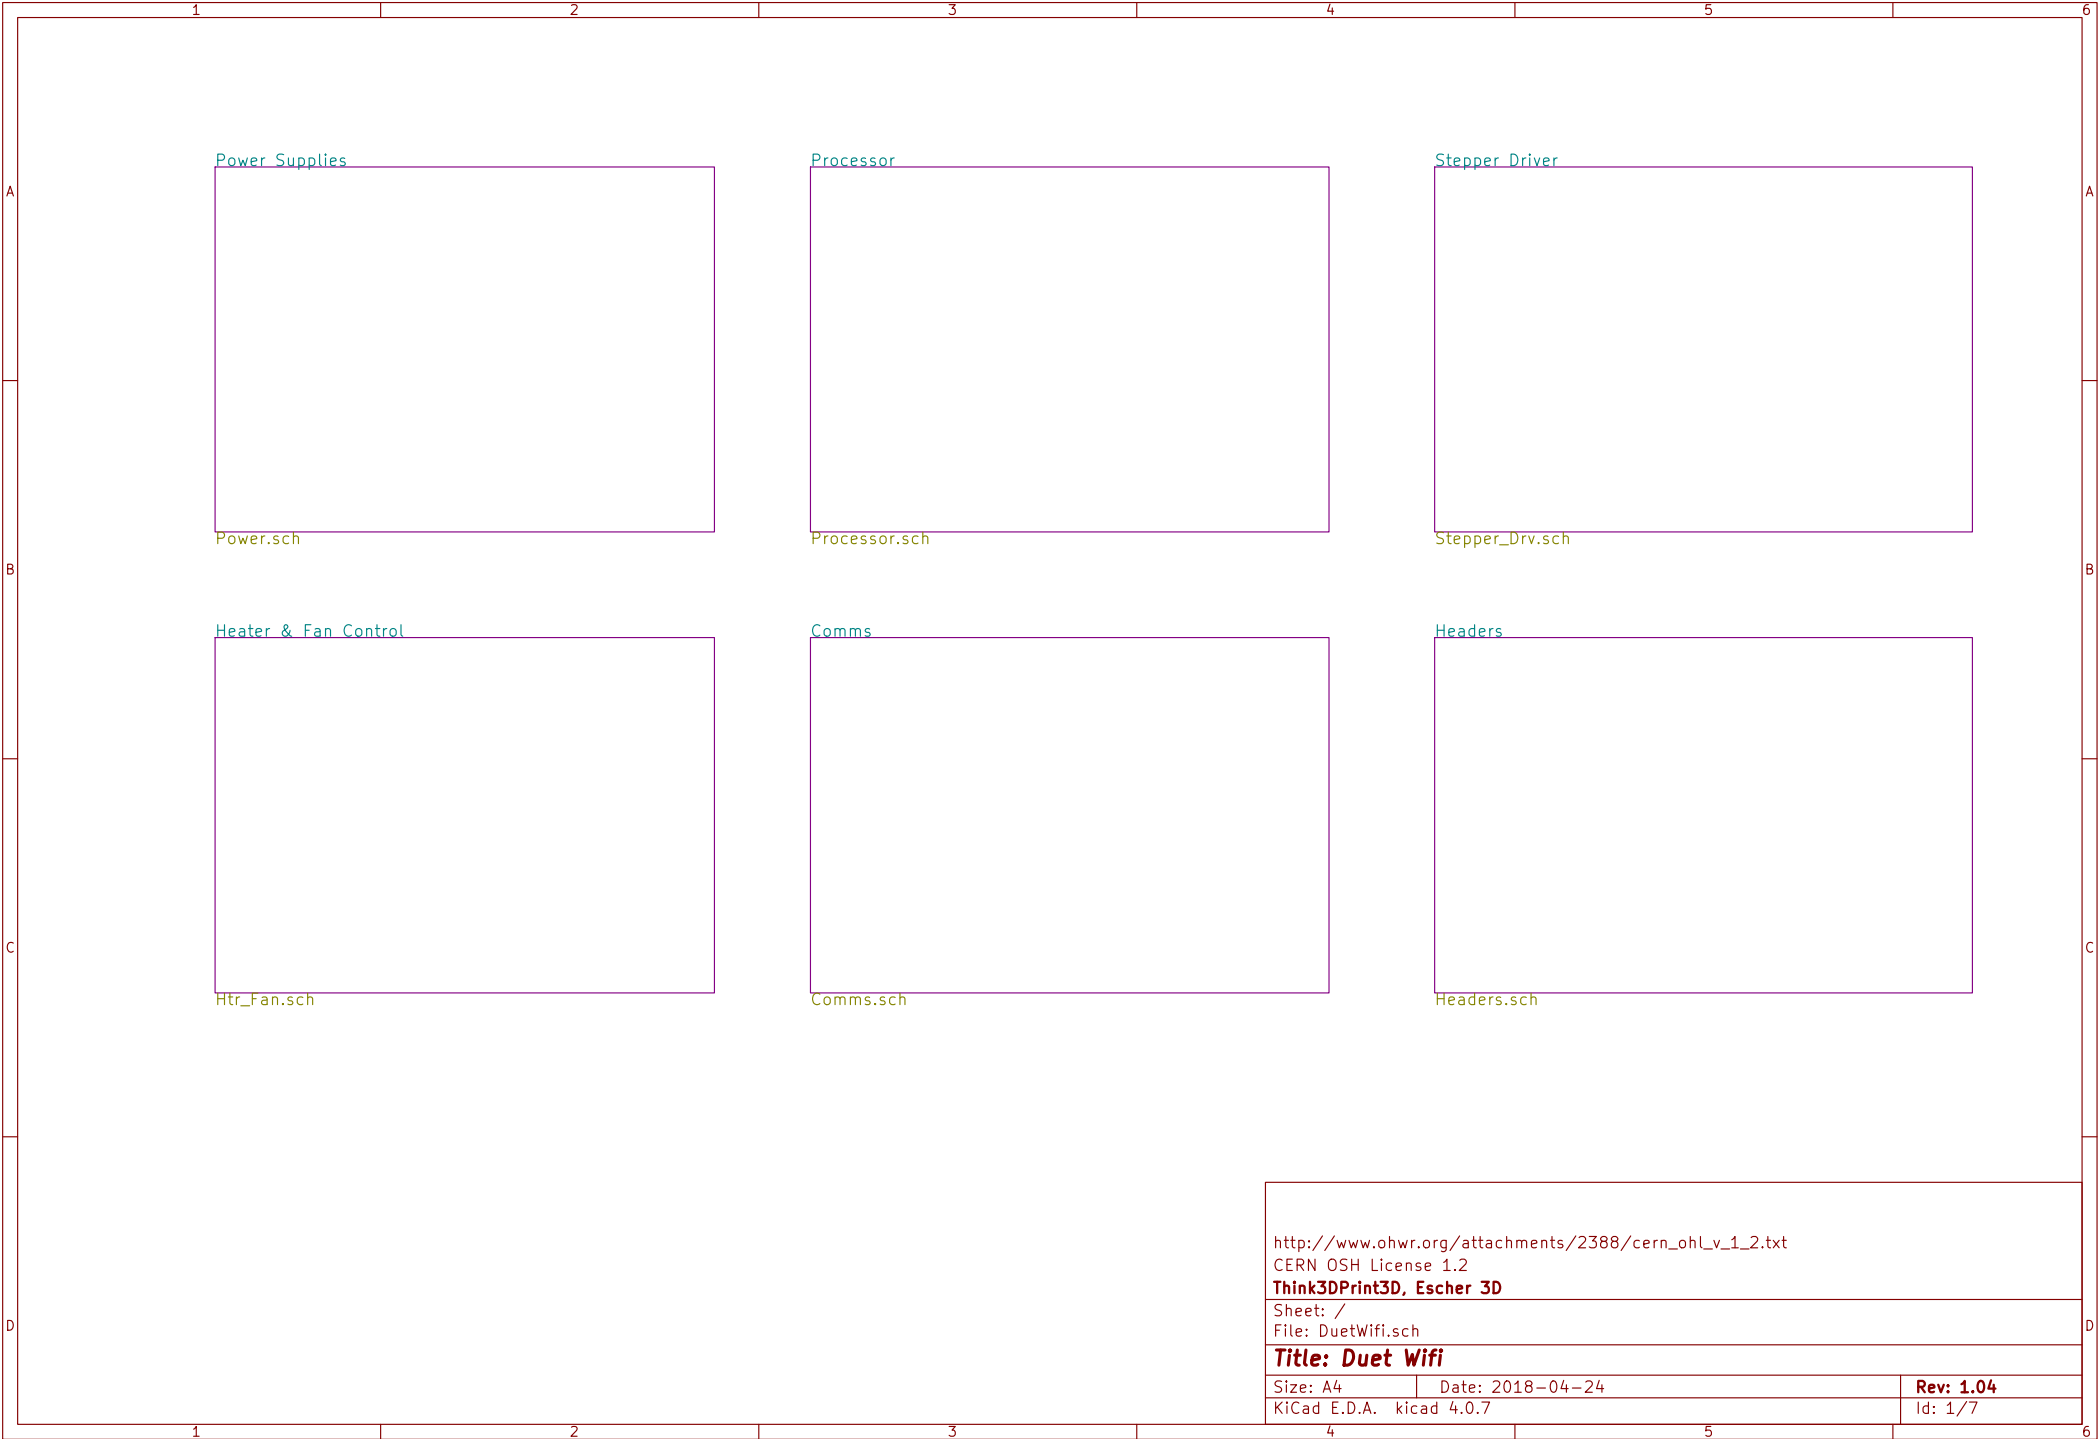 1 2 3 4 5 6
Power Supplies Processor Stepper Driver
A A
Power.sch Processor.sch Stepper_Drv.sch
B B
Heater & Fan Control Comms Headers
C C
Htr_Fan.sch Comms.sch Headers.sch
http://www.ohwr.org/attachments/2388/cern_ohl_v_1_2.txt
CERN OSH License 1.2
Think3DPrint3D, Escher 3D
Sheet: /
D D
File: DuetWifi.sch
Title: Duet Wifi
Size: A4 Date: 2018-04-24 Rev: 1.04
KiCad E.D.A. kicad 4.0.7 Id: 1/7
1 2 3 4 5 6